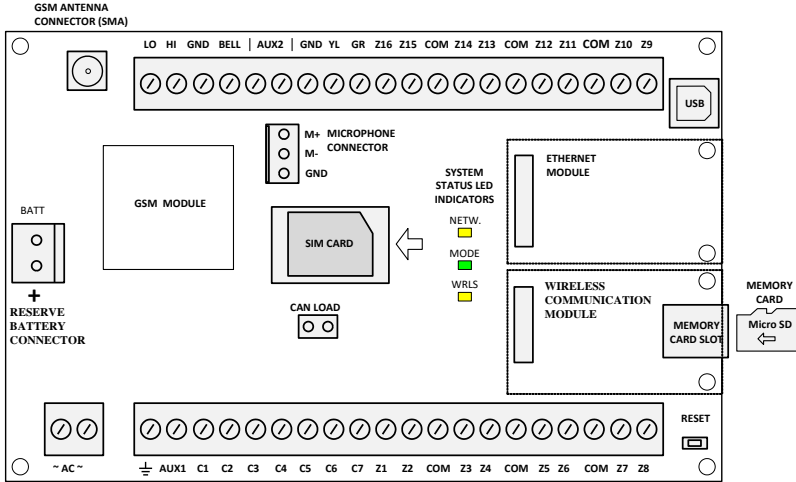 GSM ANTENNA
CONNECTOR (SMA)
LO HI GND BELL | AUX2 | GND YL GR Z16 Z15 COM Z14 Z13 COM Z12 Z11 COM Z10 Z9
USB
M+ MICROPHONE
CONNECTOR
M-
GND
ETHERNET
MODULE
SYSTEM
STATUS LED
INDICATORS
GSM MODULE
BATT
NETW.
SIM CARD
MODE
WRLS
WIRELESS
COMMUNICATION
MODULE
MEMORY
CARD
+
RESERVE
BATTERY
CONNECTOR
CAN LOAD
MEMORY
CARD SLOT
Micro SD
RESET
~ AC ~
AUX1 C1 C2 C3 C4 C5 C6 C7 Z1 Z2 COM Z3 Z4 COM Z5 Z6 COM Z7 Z8